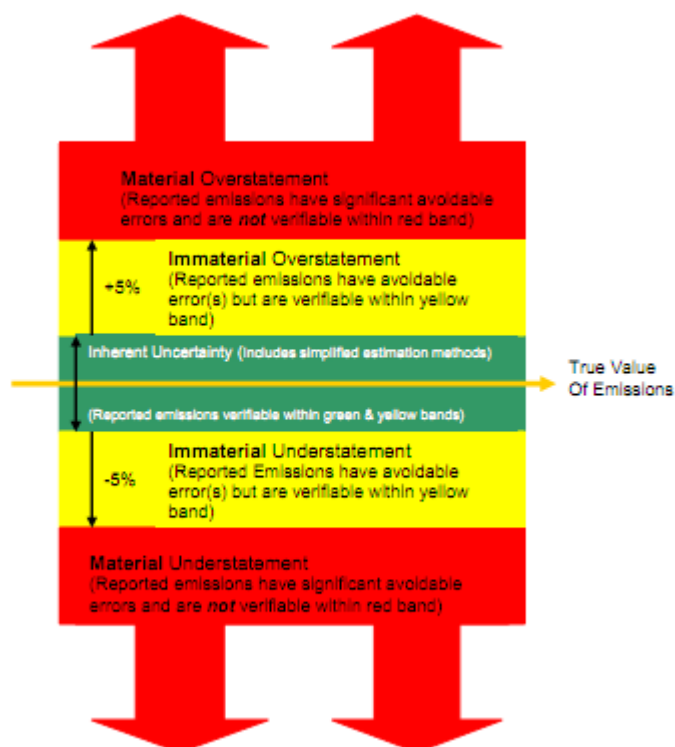 Material Overstatement
(Reported emissions have significant avoidable
errors and are not verifiable within red band)
+5%
Immaterial Overstatement
(Reported emissions have avoidable
error(s) but are verifiable within yellow
band)
Inherent Uncertainty (includes simplified estimation methods)
True Value
Of Emissions
(Reported emissions verifiable within green & yellow bands)
-5%
Immaterial Understatement
(Reported Emissions have avoidable
error(s) but are verifiable within yellow
band)
Material Understatement
(Reported emissions have significant avoidable
errors and are not verifiable within red band)